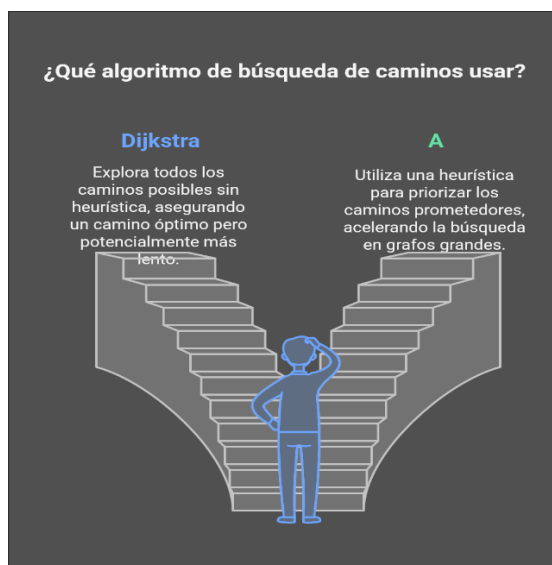 ¿Qué algoritmo de búsqueda de caminos usar?
Dijkstra
Explora todos los
caminos posibles sin
heurística, asegurando
un camino óptimo pero
potencialmente más
lento.
A
Utiliza una heurística
para priorizar los
caminos prometedores,
acelerando la búsqueda
en grafos grandes.